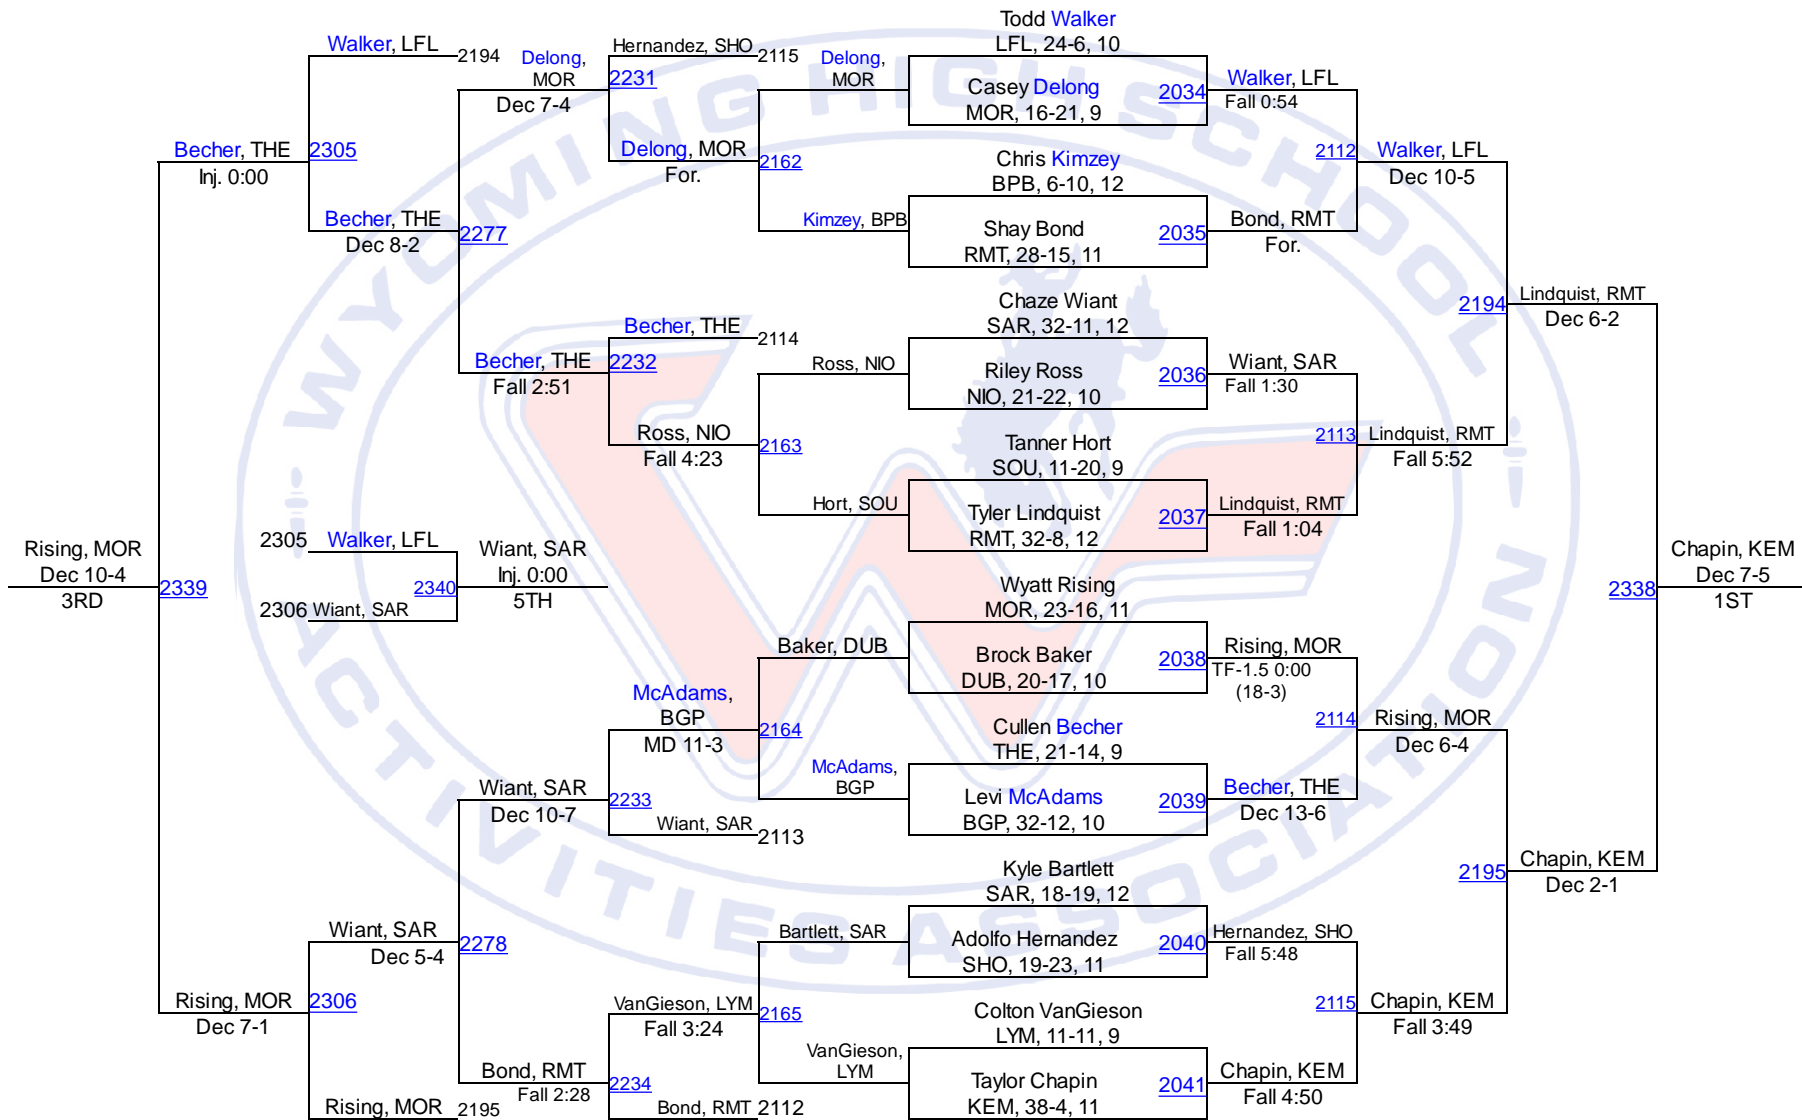 Todd Walker
LFL, 24-6, 10
Casey Delong
MOR, 16-21, 9
2034
Chris Kimzey
BPB, 6-10, 12
Shay Bond
RMT, 28-15, 11
2035
Chaze Wiant
SAR, 32-11, 12
Riley Ross
NIO, 21-22, 10
2036
Tanner Hort
SOU, 11-20, 9
Tyler Lindquist
RMT, 32-8, 12
2037
Wyatt Rising
MOR, 23-16, 11
Brock Baker
DUB, 20-17, 10
2038
Cullen Becher
THE, 21-14, 9
Levi McAdams
BGP, 32-12, 10
2039
Kyle Bartlett
SAR, 18-19, 12
Adolfo Hernandez
SHO, 19-23, 11
2040
Colton VanGieson
LYM, 11-11, 9
Taylor Chapin
KEM, 38-4, 11
2041
Walker, LFL
Fall 0:54
2112
Bond, RMT
For.
Wiant, SAR
Fall 1:30
2113
Lindquist, RMT
Fall 1:04
Rising, MOR
TF-1.5 0:00
(18-3)
2114
Becher, THE
Dec 13-6
Hernandez, SHO
Fall 5:48
2115
Chapin, KEM
Fall 4:50
Walker, LFL
Dec 10-5
2194
Lindquist, RMT
Fall 5:52
Rising, MOR
Dec 6-4
2195
Chapin, KEM
Fall 3:49
Lindquist, RMT
Dec 6-2
2338
Chapin, KEM
Dec 2-1
Chapin, KEM
Dec 7-5
1ST
Delong,
MOR
2162
Kimzey, BPB
Ross, NIO
2163
Hort, SOU
Baker, DUB
2164
McAdams,
BGP
Bartlett, SAR
2165
VanGieson,
LYM
Hernandez, SHO
2115
2231
Delong, MOR
For.
Becher, THE
2114
2232
Ross, NIO
Fall 4:23
McAdams,
BGP
MD 11-3
2233
Wiant, SAR
2113
VanGieson, LYM
Fall 3:24
2234
Bond, RMT
2112
Delong,
MOR
Dec 7-4
2277
Becher, THE
Fall 2:51
Wiant, SAR
Dec 10-7
2278
Bond, RMT
Fall 2:28
Walker, LFL
2194
2305
Becher, THE
Dec 8-2
Wiant, SAR
Dec 5-4
2306
Rising, MOR
2195
Becher, THE
Inj. 0:00
2339
Rising, MOR
Dec 7-1
Rising, MOR
Dec 10-4
3RD
2305
Walker, LFL
2340
2306
Wiant, SAR
Wiant, SAR
Inj. 0:00
5TH
WYOMING HIGH SCHOOL
ACTIVITIES ASSOCIATION